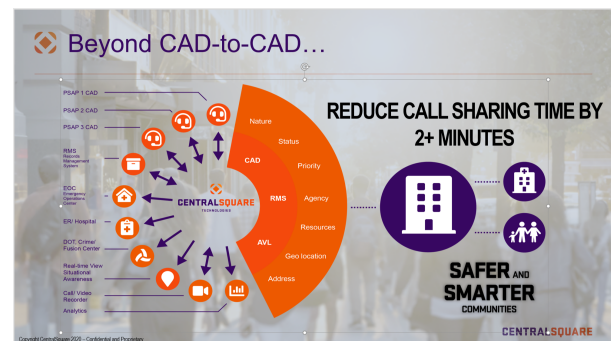 Beyond CAD-to-CAD…
PSAP 1 CAD
PSAP 2 CAD
PSAP 3 CAD
RMS
Records
Management
System
EOC
Emergency
Operations
Center
ER/ Hospital
DOT, Crime/
Fusion Center
Real-time View
Situational
Awareness
Call/ Video
Recorder
Analytics
CENTRALSQUARE
TECHNOLOGIES
CAD
RMS
AVL
Nature
Status
Priority
Agency
Resources
Geo location
Address
REDUCE CALL SHARING TIME BY
2+ MINUTES
SAFER AND
SMARTER
COMMUNITIES
CENTRALSQUARE
Copyright CentralSquare 2020 – Confidential and Proprietary